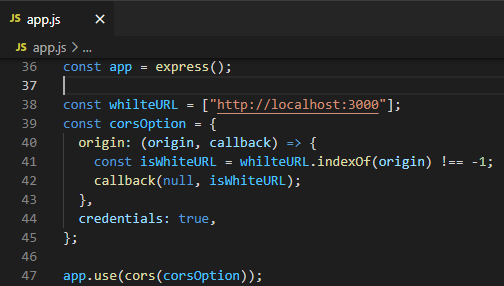 JS app.js ×
JS app.js > ...
36 const app = express();
37
38 const whilteURL = ["http://localhost:3000"];
39 const corsOption = {
40   origin: (origin, callback) => {
41     const isWhiteURL = whilteURL.indexOf(origin) !== -1;
42     callback(null, isWhiteURL);
43   },
44   credentials: true,
45 };
46
47 app.use(cors(corsOption));